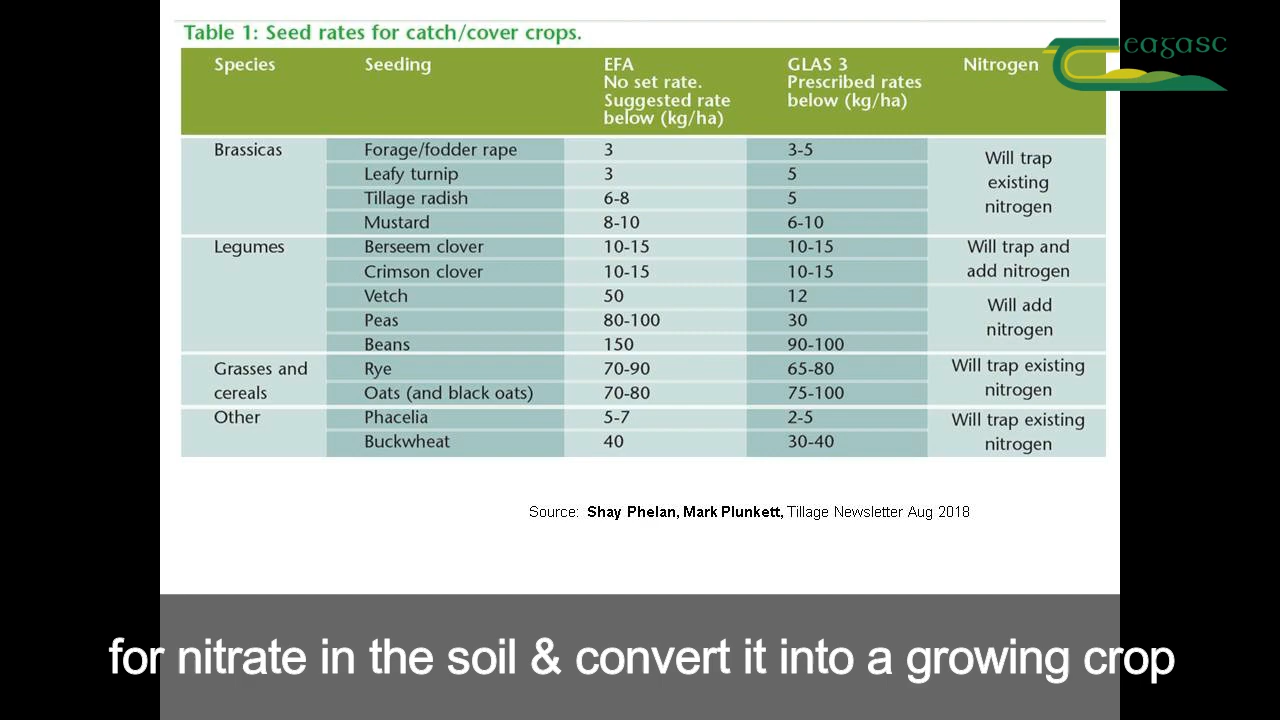 Table 1: Seed rates for catch/cover crops.
eagasc
Species Seeding EFA No set rate. Suggested rate below (kg/ha) GLAS 3 Prescribed rates below (kg/ha) Nitrogen
Brassicas Forage/fodder rape 3 3-5 Will trap existing nitrogen
Leafy turnip 3 5
Tillage radish 6-8 5
Mustard 8-10 6-10
Legumes Berseem clover 10-15 10-15 Will trap and add nitrogen
Crimson clover 10-15 10-15
Vetch 50 12 Will add nitrogen
Peas 80-100 30
Beans 150 90-100
Grasses and cereals Rye 70-90 65-80 Will trap existing nitrogen
Oats (and black oats) 70-80 75-100
Other Phacelia 5-7 2-5 Will trap existing nitrogen
Buckwheat 40 30-40
Source: Shay Phelan, Mark Plunkett, Tillage Newsletter Aug 2018
for nitrate in the soil & convert it into a growing crop